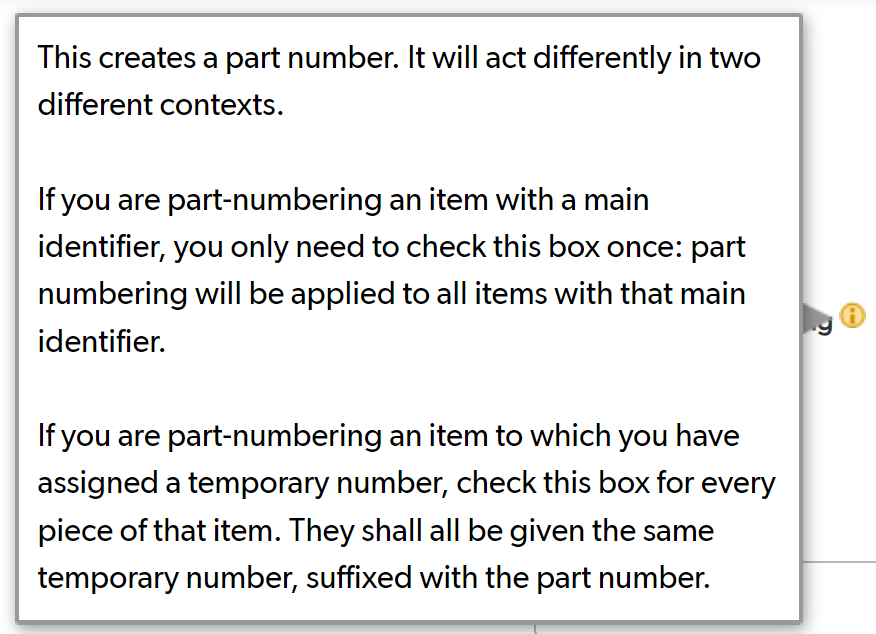 This creates a part number. It will act differently in two
different contexts.
If you are part-numbering an item with a main
identifier, you only need to check this box once: part
numbering will be applied to all items with that main
identifier.
If you are part-numbering an item to which you have
assigned a temporary number, check this box for every
piece of that item. They shall all be given the same
temporary number, suffixed with the part number.